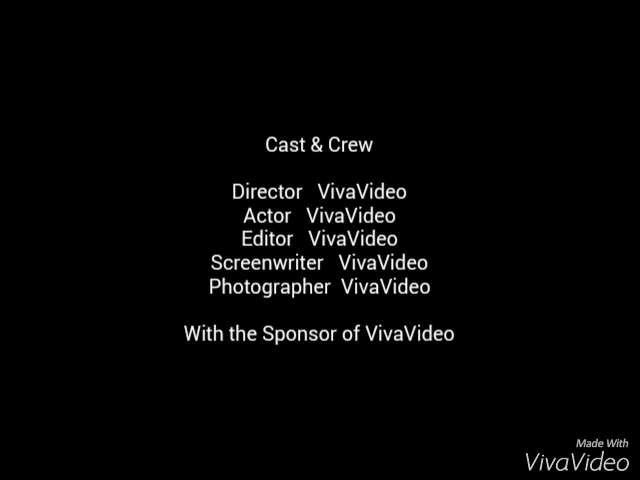 Cast & Crew
Director VivaVideo
Actor VivaVideo
Editor VivaVideo
Screenwriter VivaVideo
Photographer VivaVideo
With the Sponsor of VivaVideo
Made With
VivaVideo